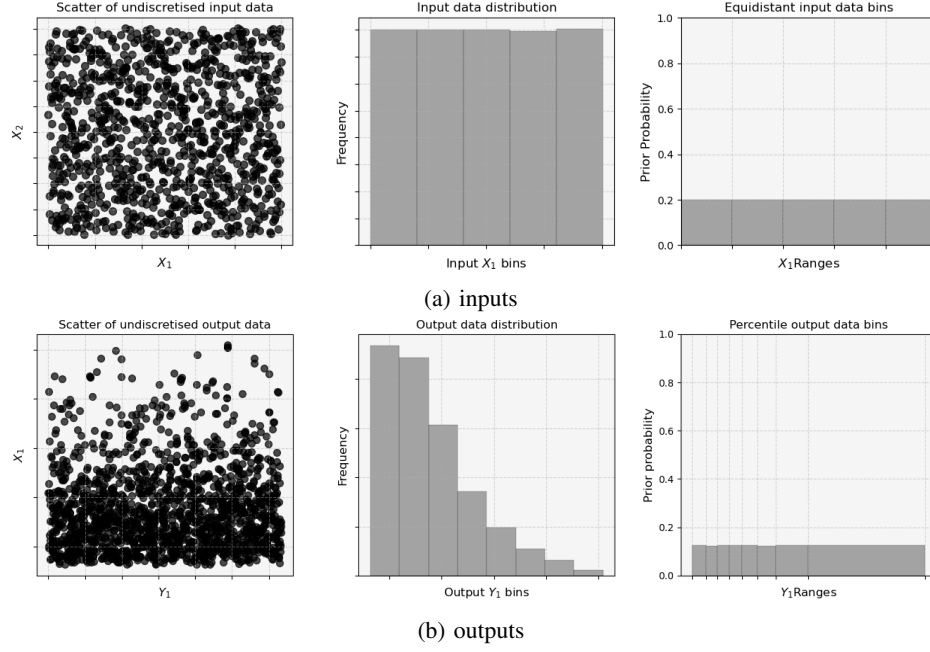 Scatter of undiscretised input data
X₂
X₁
Input data distribution
Frequency
Input X₁ bins
Equidistant input data bins
Prior Probability
1.0
0.8
0.6
0.4
0.2
0.0
X₁Ranges
(a) inputs
Scatter of undiscretised output data
X₁
Y₁
Output data distribution
Frequency
Output Y₁ bins
Percentile output data bins
Prior probability
1.0
0.8
0.6
0.4
0.2
0.0
Y₁Ranges
(b) outputs